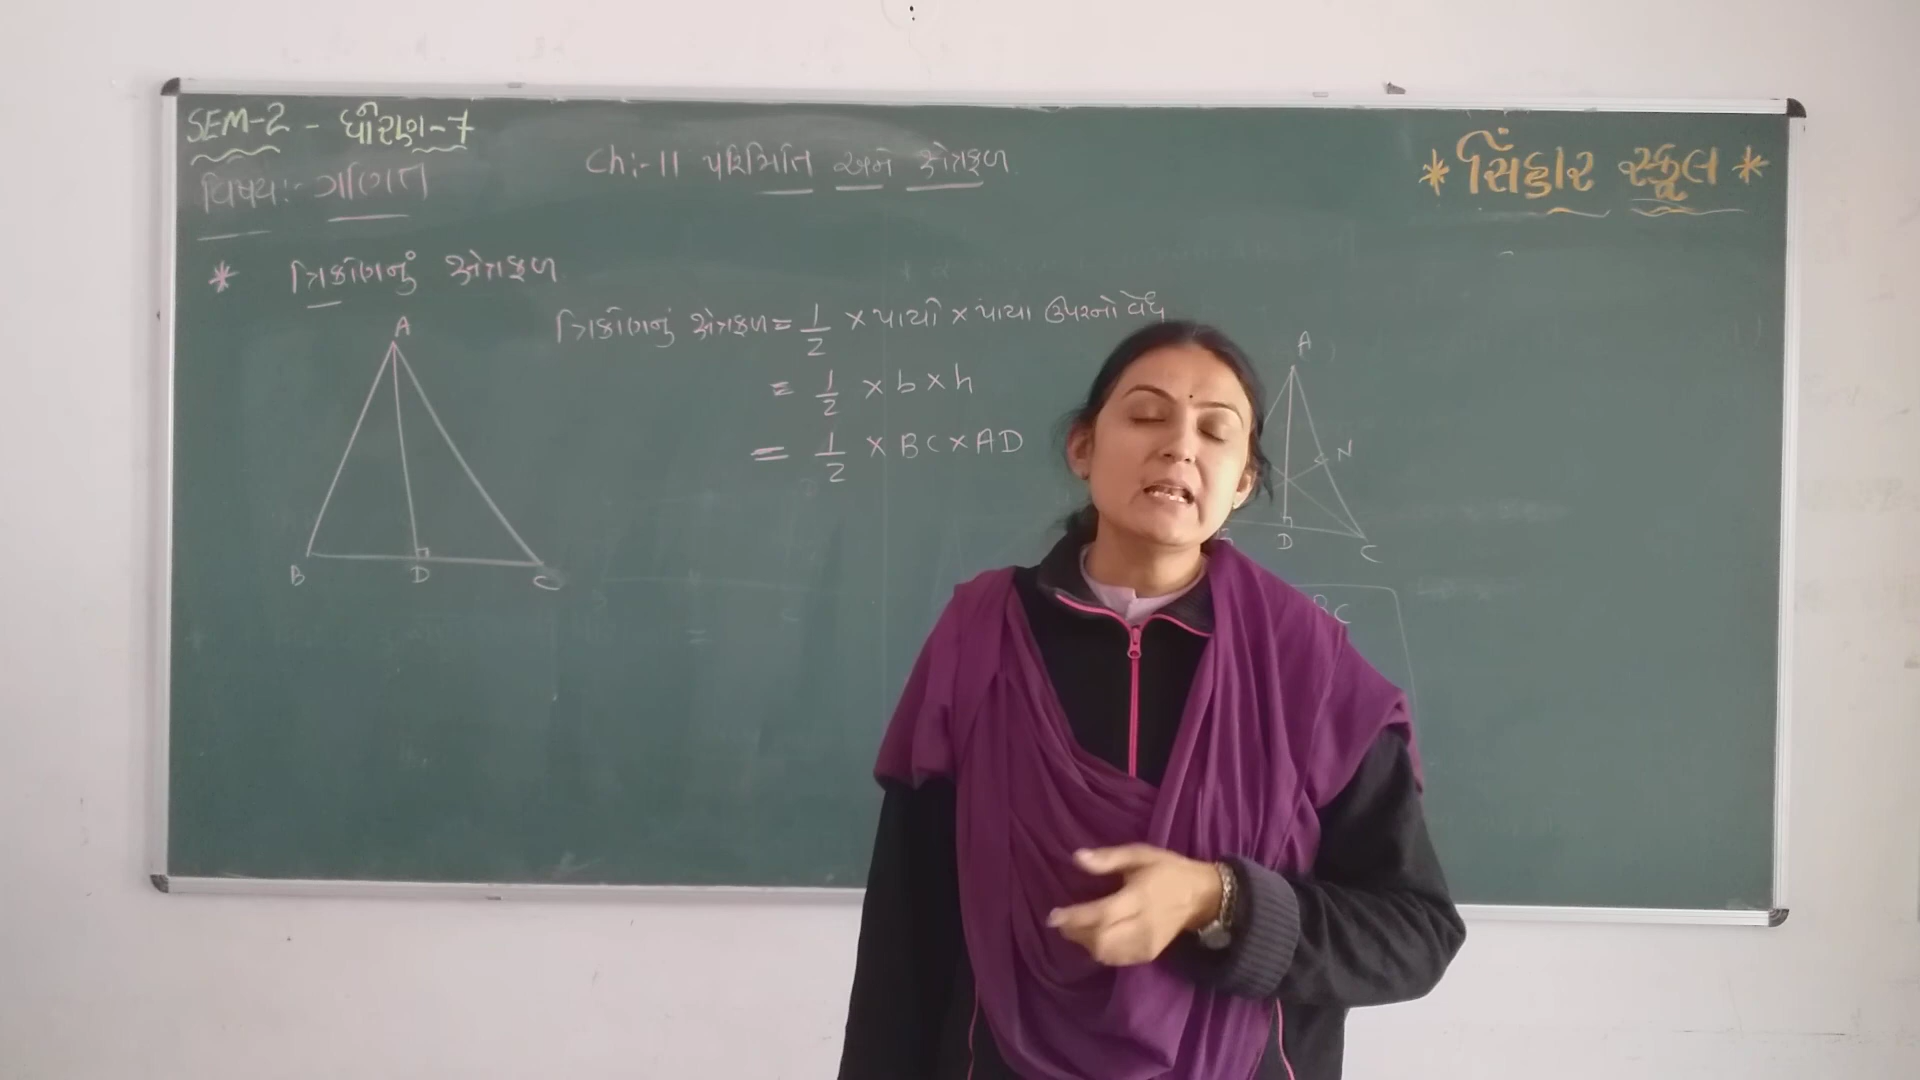 SEM-2 - ધોરણ-7
વિષય:- ગણિત
Ch:-11 પરિમિતિ અને ક્ષેત્રફળ
* સિંહાર સ્કૂલ *
* ત્રિકોણનું ક્ષેત્રફળ
ત્રિકોણનું ક્ષેત્રફળ = 1/2 × પાયો × પાયા ઉપરનો વેધ
= 1/2 × b × h
= 1/2 × BC × AD
A
B D C
A
N
D C
BC